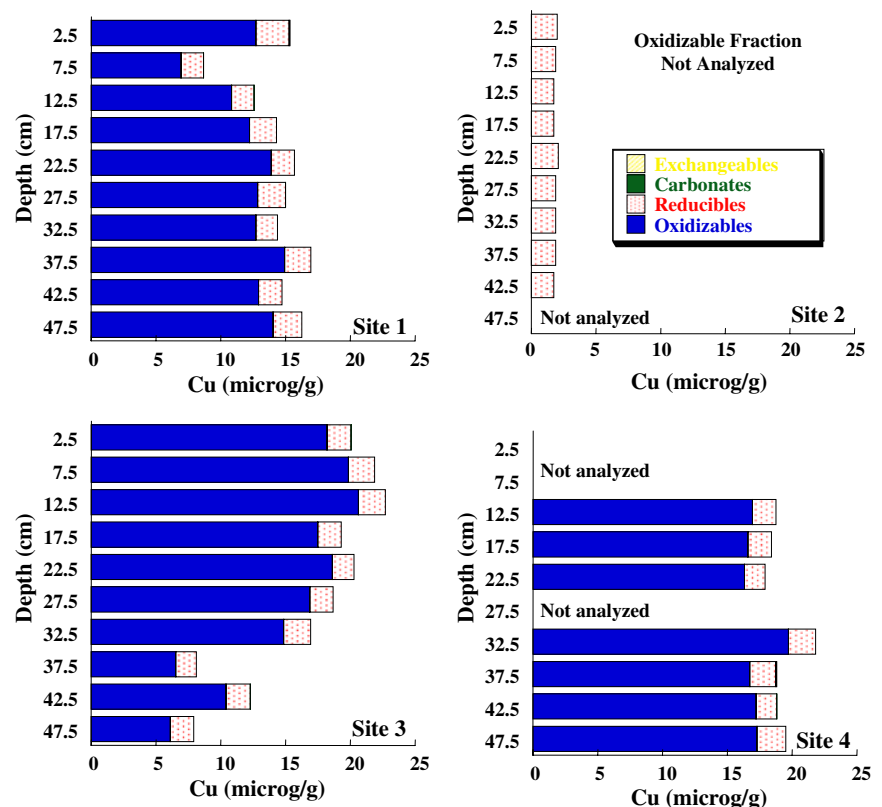 Depth (cm)
2.5
7.5
12.5
17.5
22.5
27.5
32.5
37.5
42.5
47.5
Site 1
0 5 10 15 20 25
Cu (microg/g)
Depth (cm)
2.5
7.5
12.5
17.5
22.5
27.5
32.5
37.5
42.5
47.5
Oxidizable Fraction
Not Analyzed
Exchangeables
Carbonates
Reducibles
Oxidizables
Not analyzed
Site 2
0 5 10 15 20 25
Cu (microg/g)
Depth (cm)
2.5
7.5
12.5
17.5
22.5
27.5
32.5
37.5
42.5
47.5
Site 3
0 5 10 15 20 25
Cu (microg/g)
Depth (cm)
2.5
7.5
12.5
17.5
22.5
27.5
32.5
37.5
42.5
47.5
Not analyzed
Not analyzed
Site 4
0 5 10 15 20 25
Cu (microg/g)